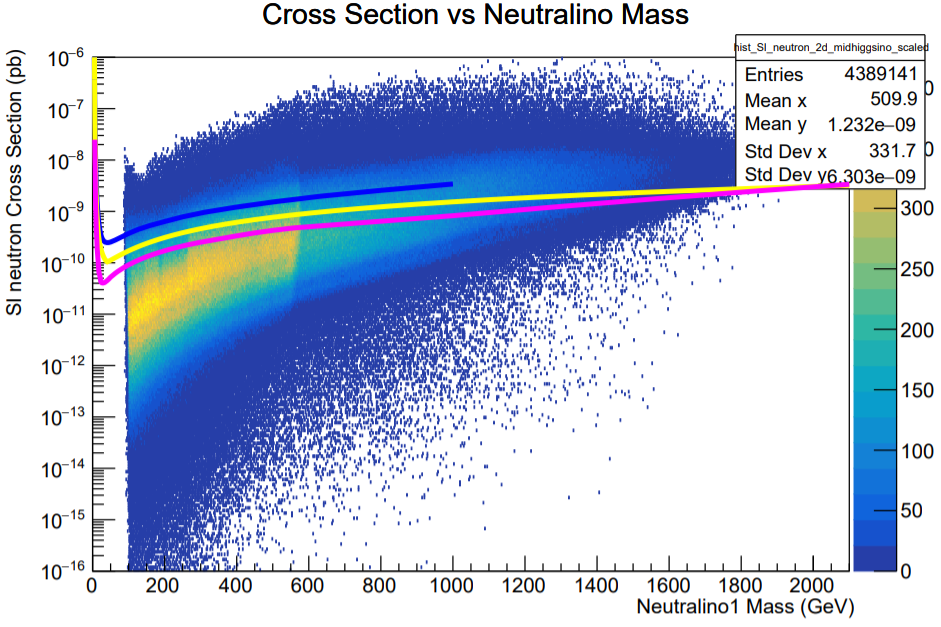 Cross Section vs Neutralino Mass
SI neutron Cross Section (pb)
10−6
10−7
10−8
10−9
10−10
10−11
10−12
10−13
10−14
10−15
10−16
hist_SI_neutron_2d_midhiggsino_scaled
Entries 4389141
Mean x 509.9
Mean y 1.232e−09
Std Dev x 331.7
Std Dev y6.303e−09
0
0
300
250
200
150
100
50
0
0 200 400 600 800 1000 1200 1400 1600 1800 2000
Neutralino1 Mass (GeV)